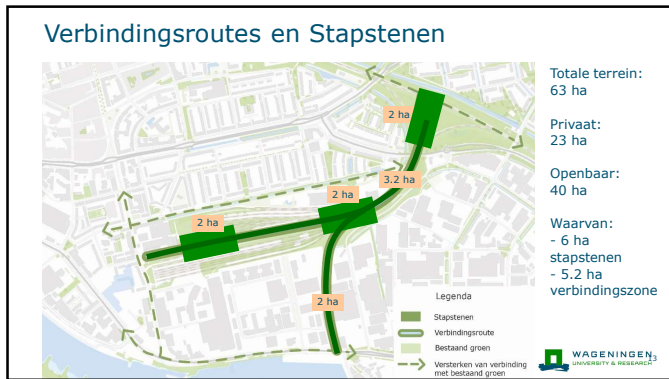 Verbindingsroutes en Stapstenen
2 ha
3.2 ha
2 ha
2 ha
2 ha
Legenda
Stapstenen
Verbindingsroute
Bestaand groen
Versterken van verbinding
met bestaand groen
Totale terrein:
63 ha
Privaat:
23 ha
Openbaar:
40 ha
Waarvan:
- 6 ha
stapstenen
- 5.2 ha
verbindingszone
WAGENINGEN
UNIVERSITY & RESEARCH
13